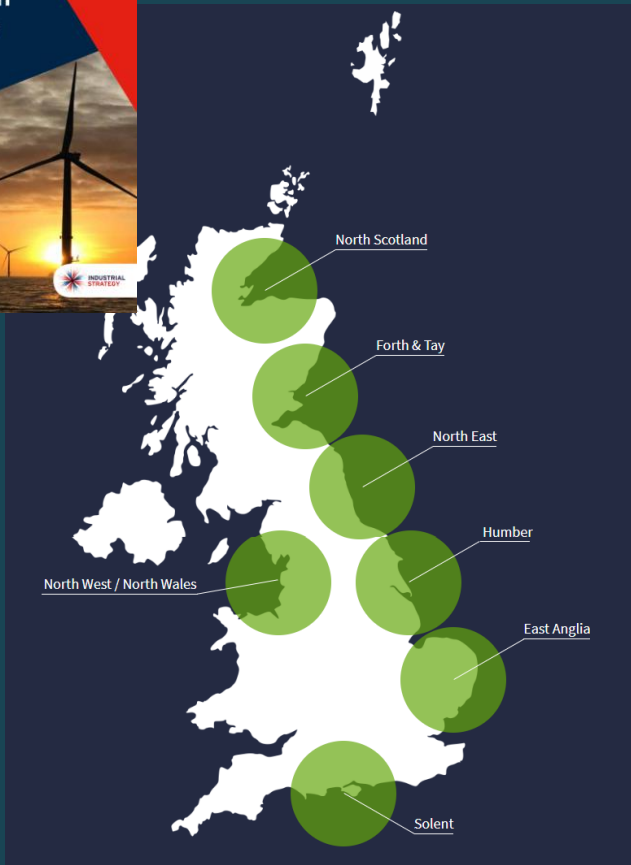 INDUSTRIAL
STRATEGY
North Scotland
Forth & Tay
North East
Humber
North West / North Wales
East Anglia
Solent